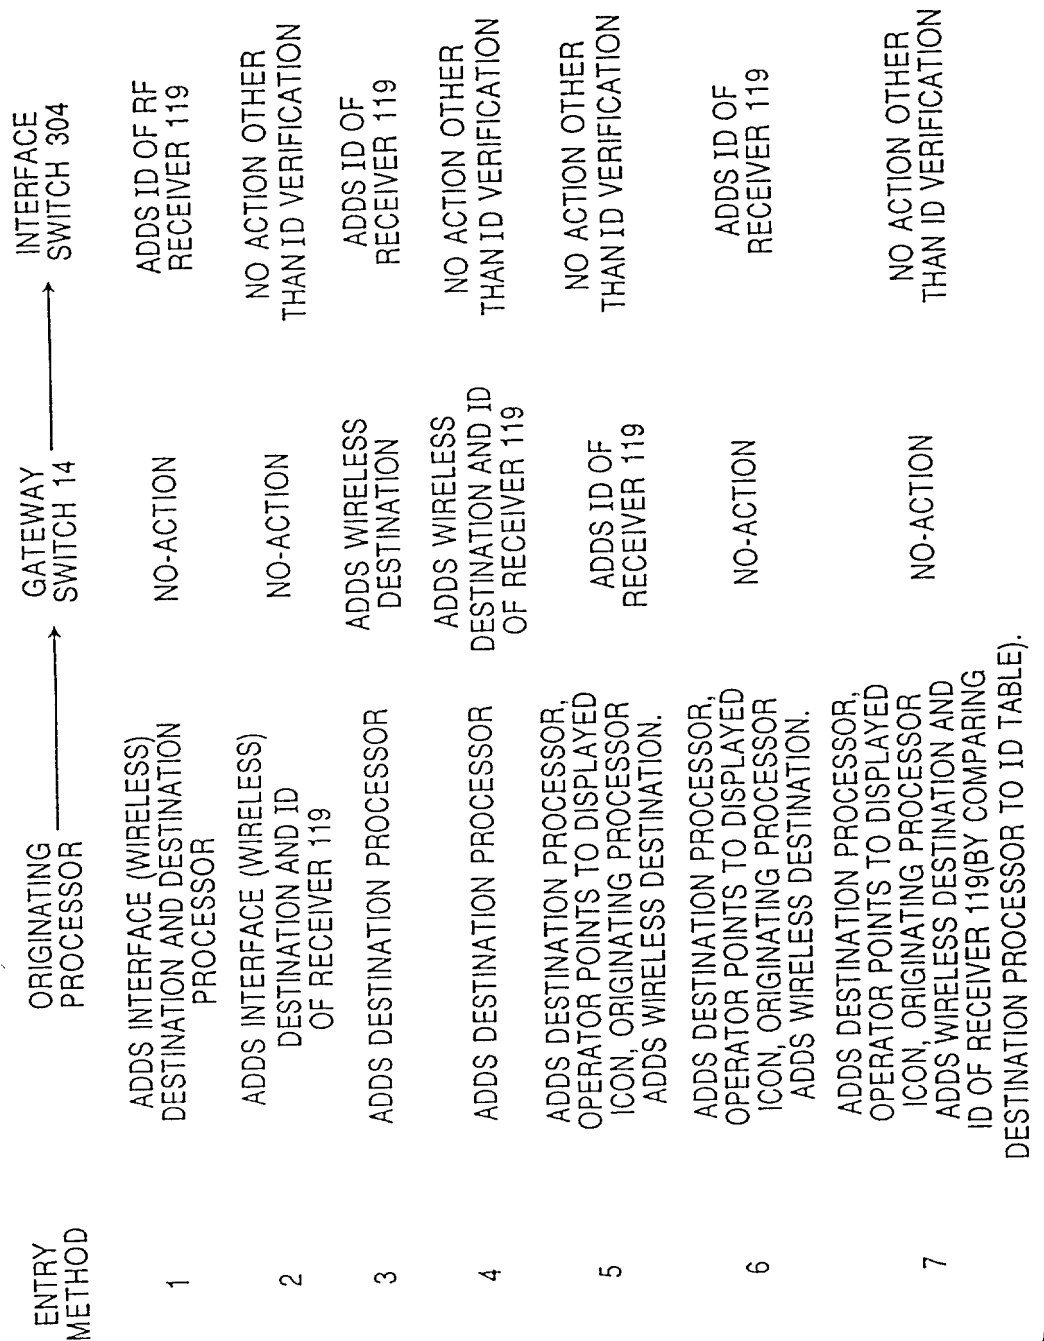 ENTRY
METHOD
ORIGINATING
PROCESSOR
GATEWAY
SWITCH 14
INTERFACE
SWITCH 304
1
ADDS INTERFACE (WIRELESS)
DESTINATION AND DESTINATION
PROCESSOR
NO-ACTION
ADDS ID OF RF
RECEIVER 119
2
ADDS INTERFACE (WIRELESS)
DESTINATION AND ID
OF RECEIVER 119
NO-ACTION
NO ACTION OTHER
THAN ID VERIFICATION
3
ADDS DESTINATION PROCESSOR
ADDS WIRELESS
DESTINATION
ADDS ID OF
RECEIVER 119
4
ADDS DESTINATION PROCESSOR
ADDS WIRELESS
DESTINATION AND ID
OF RECEIVER 119
NO ACTION OTHER
THAN ID VERIFICATION
5
ADDS DESTINATION PROCESSOR,
OPERATOR POINTS TO DISPLAYED
ICON, ORIGINATING PROCESSOR
ADDS WIRELESS DESTINATION.
ADDS ID OF
RECEIVER 119
NO ACTION OTHER
THAN ID VERIFICATION
6
ADDS DESTINATION PROCESSOR,
OPERATOR POINTS TO DISPLAYED
ICON, ORIGINATING PROCESSOR
ADDS WIRELESS DESTINATION.
NO-ACTION
ADDS ID OF
RECEIVER 119
7
ADDS DESTINATION PROCESSOR,
OPERATOR POINTS TO DISPLAYED
ICON, ORIGINATING PROCESSOR
ADDS WIRELESS DESTINATION AND
ID OF RECEIVER 119(BY COMPARING
DESTINATION PROCESSOR TO ID TABLE).
NO-ACTION
NO ACTION OTHER
THAN ID VERIFICATION